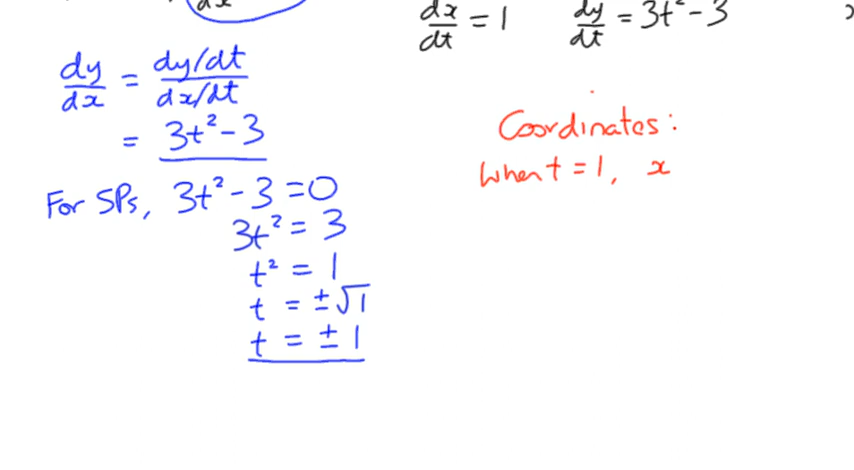 dx/dt = 1    dy/dt = 3t² - 3
dy/dx = (dy/dt)/(dx/dt)
= 3t² - 3
For SPs, 3t² - 3 = 0
3t² = 3
t² = 1
t = ±√1
t = ±1
Coordinates:
When t = 1, x